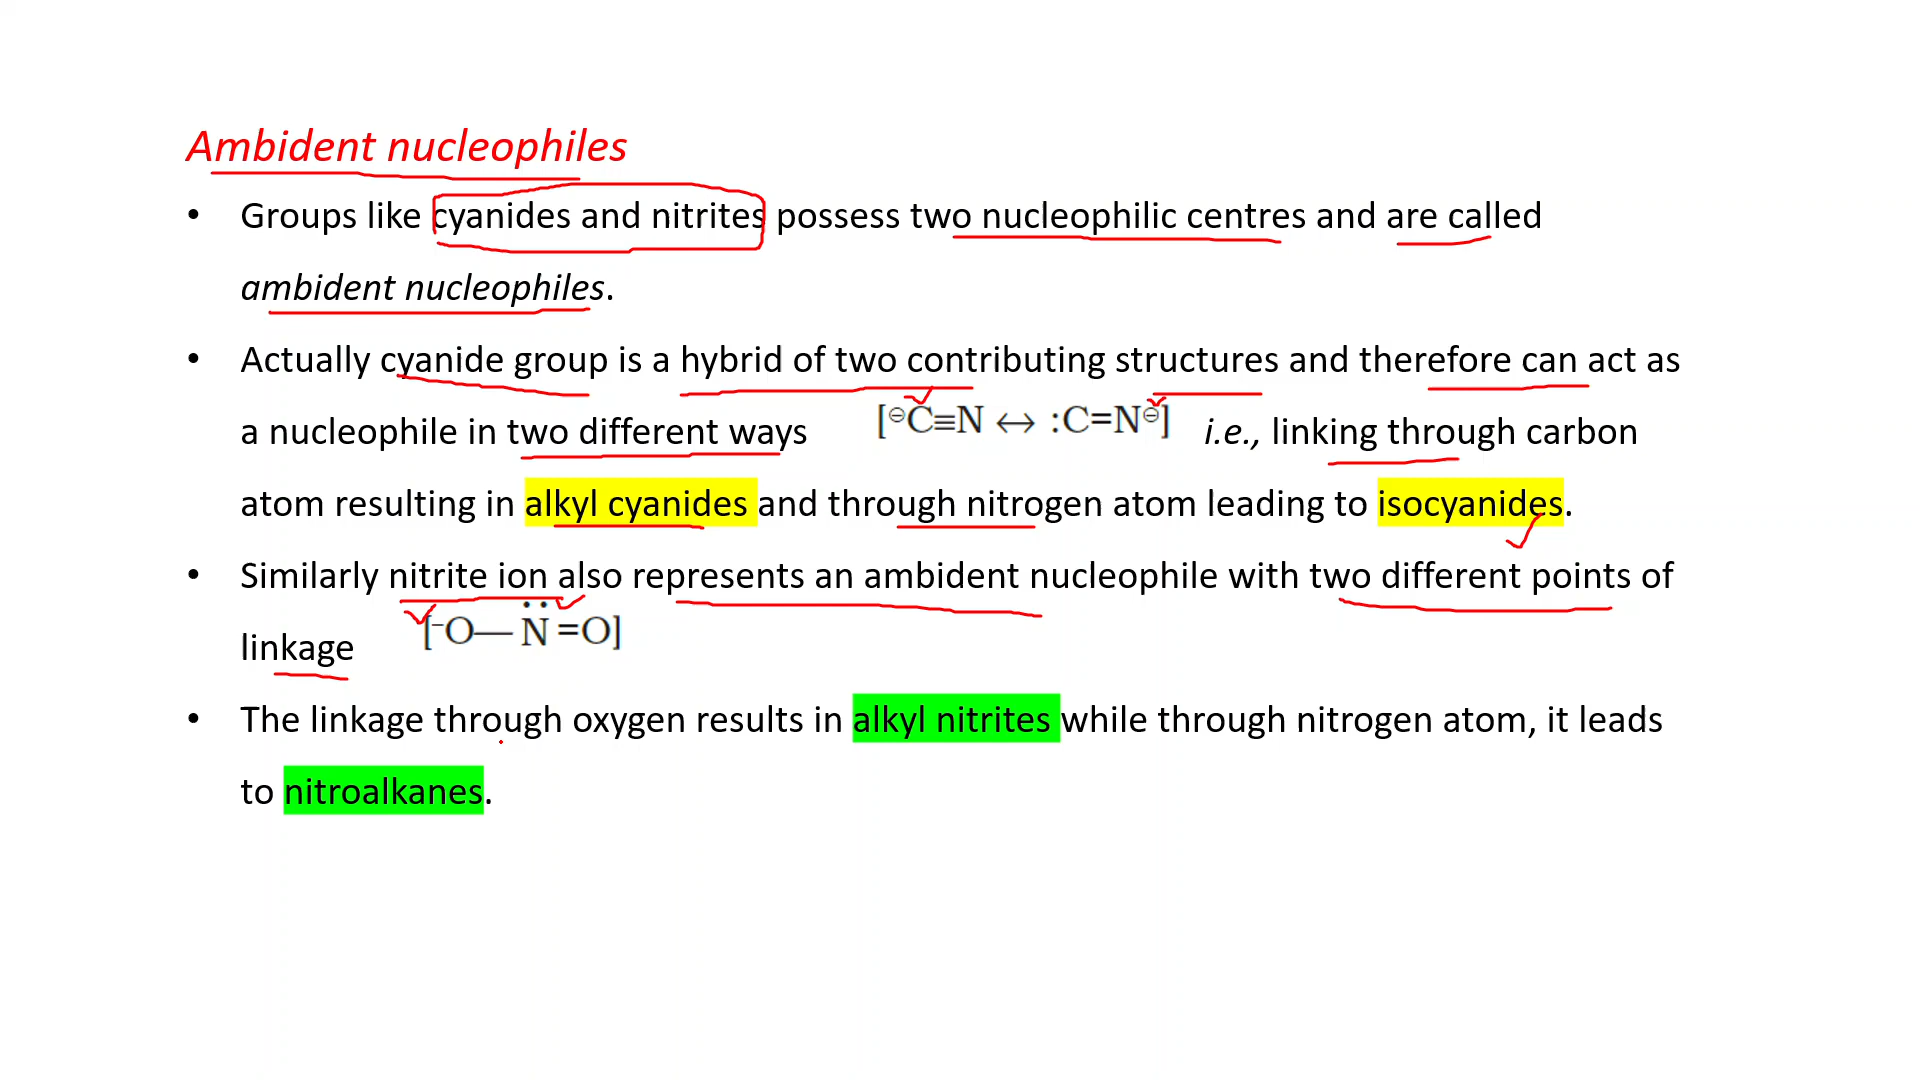 Ambident nucleophiles
• Groups like cyanides and nitrites possess two nucleophilic centres and are called
ambident nucleophiles.
• Actually cyanide group is a hybrid of two contributing structures and therefore can act as
a nucleophile in two different ways [⊖C≡N ↔ :C=N⊖] i.e., linking through carbon
atom resulting in alkyl cyanides and through nitrogen atom leading to isocyanides.
• Similarly nitrite ion also represents an ambident nucleophile with two different points of
linkage [⁻O—N̈=O]
• The linkage through oxygen results in alkyl nitrites while through nitrogen atom, it leads
to nitroalkanes.